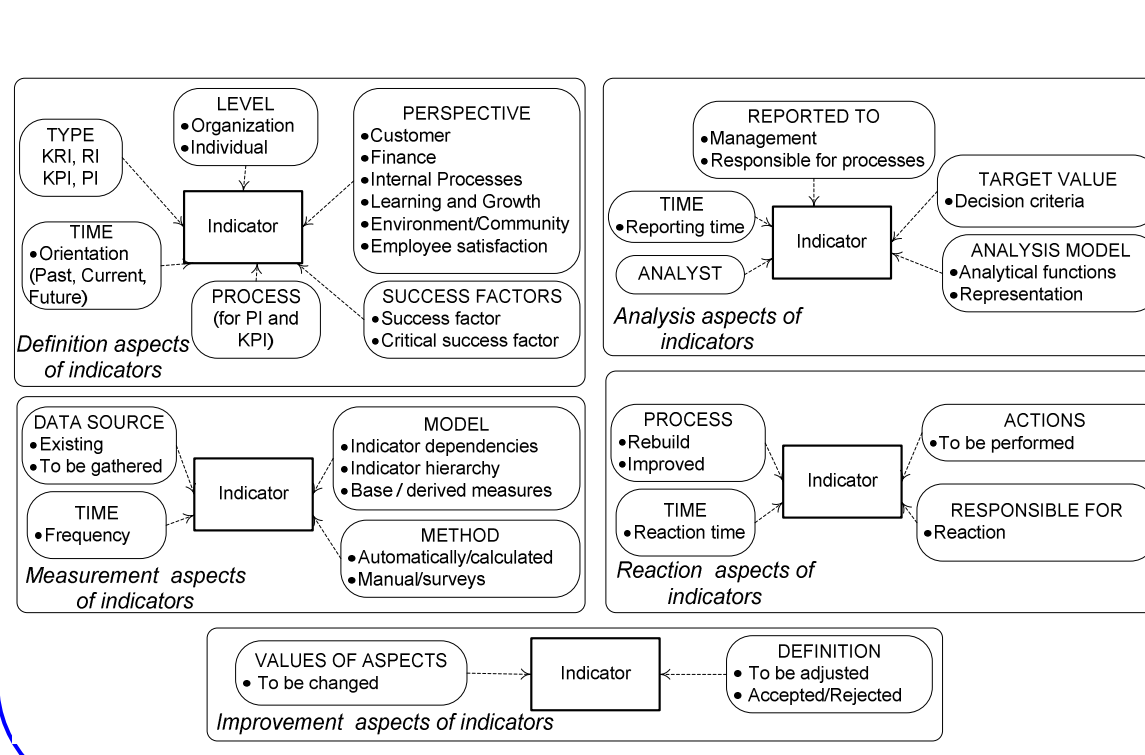 LEVEL
•Organization
•Individual
TYPE
KRI, RI
KPI, PI
PERSPECTIVE
•Customer
•Finance
•Internal Processes
•Learning and Growth
•Environment/Community
•Employee satisfaction
Indicator
TIME
•Orientation
(Past, Current,
Future)
PROCESS
(for PI and
KPI)
SUCCESS FACTORS
•Success factor
•Critical success factor
Definition aspects
of indicators
REPORTED TO
•Management
•Responsible for processes
TIME
•Reporting time
TARGET VALUE
•Decision criteria
Indicator
ANALYST
ANALYSIS MODEL
•Analytical functions
•Representation
Analysis aspects of
indicators
DATA SOURCE
•Existing
•To be gathered
MODEL
•Indicator dependencies
•Indicator hierarchy
•Base / derived measures
Indicator
TIME
•Frequency
METHOD
•Automatically/calculated
•Manual/surveys
Measurement aspects
of indicators
PROCESS
•Rebuild
•Improved
ACTIONS
•To be performed
Indicator
TIME
•Reaction time
RESPONSIBLE FOR
•Reaction
Reaction aspects of
indicators
VALUES OF ASPECTS
• To be changed
Indicator
DEFINITION
• To be adjusted
• Accepted/Rejected
Improvement aspects of indicators